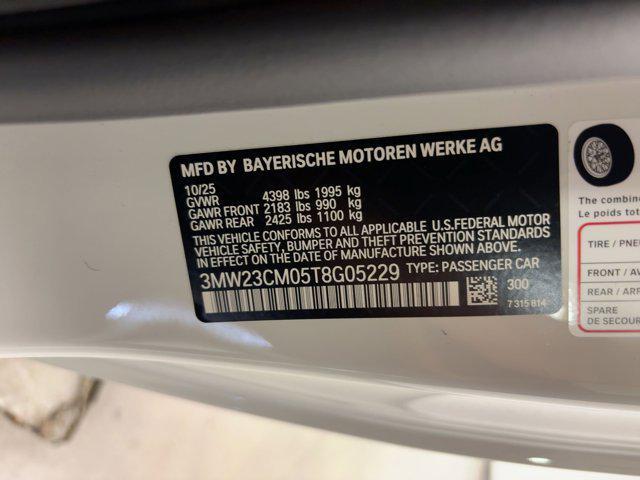 MFD BY BAYERISCHE MOTOREN WERKE AG
10/25
GVWR 4398 lbs 1995 kg
GAWR FRONT 2183 lbs 990 kg
GAWR REAR 2425 lbs 1100 kg
THIS VEHICLE CONFORMS TO ALL APPLICABLE U.S.FEDERAL MOTOR
VEHICLE SAFETY, BUMPER AND THEFT PREVENTION STANDARDS
IN EFFECT ON THE DATE OF MANUFACTURE SHOWN ABOVE.
3MW23CM05T8G05229 TYPE: PASSENGER CAR
300
7 315 814
The combine
Le poids tot
TIRE / PNEU
FRONT / AV
REAR / ARR
SPARE
DE SECOUR